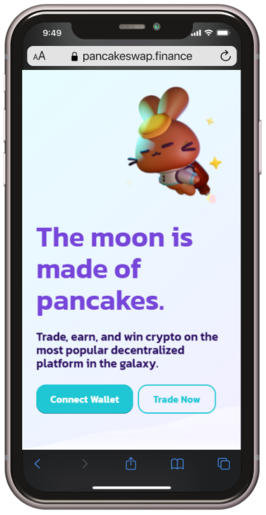 9:49
AA pancakeswap.finance
The moon is
made of
pancakes.
Trade, earn, and win crypto on the
most popular decentralized
platform in the galaxy.
Connect Wallet Trade Now